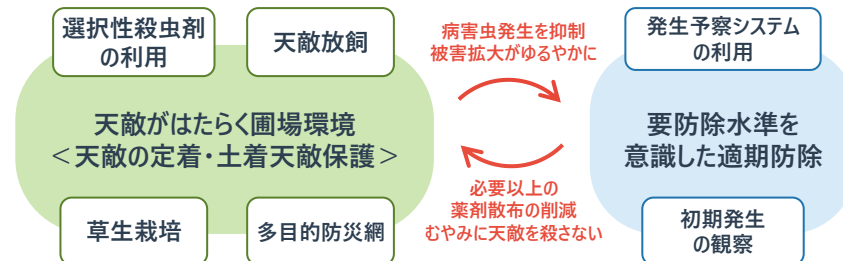 選択性殺虫剤
の利用
天敵放飼
天敵がはたらく圃場環境
<天敵の定着・土着天敵保護>
草生栽培
多目的防災網
病害虫発生を抑制
被害拡大がゆるやかに
必要以上の
薬剤散布の削減
むやみに天敵を殺さない
発生予察システム
の利用
要防除水準を
意識した適期防除
初期発生
の観察